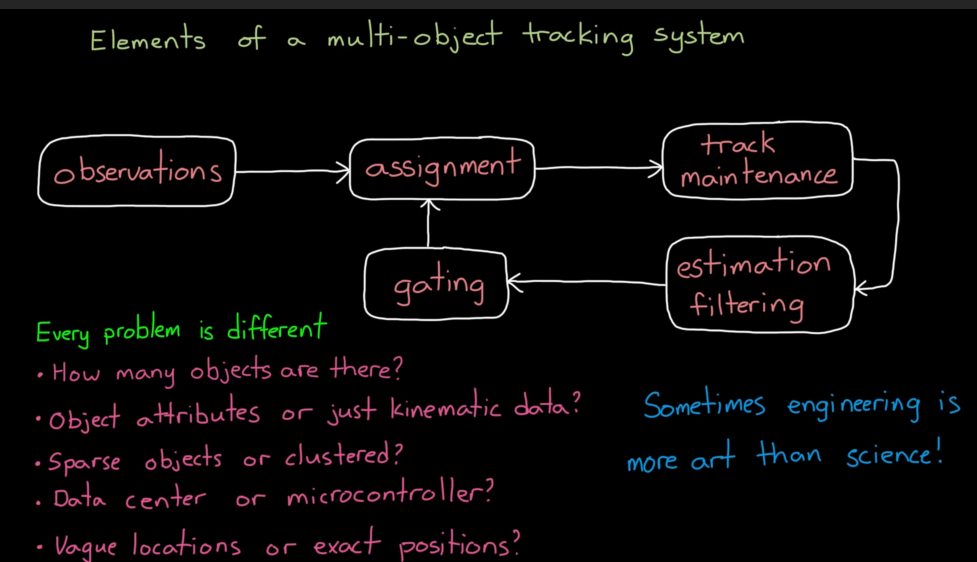 Elements of a multi-object tracking system
observations
assignment
track
maintenance
gating
estimation
filtering
Every problem is different
• How many objects are there?
• Object attributes or just kinematic data?
• Sparse objects or clustered?
• Data center or microcontroller?
• Vague locations or exact positions?
Sometimes engineering is
more art than science!